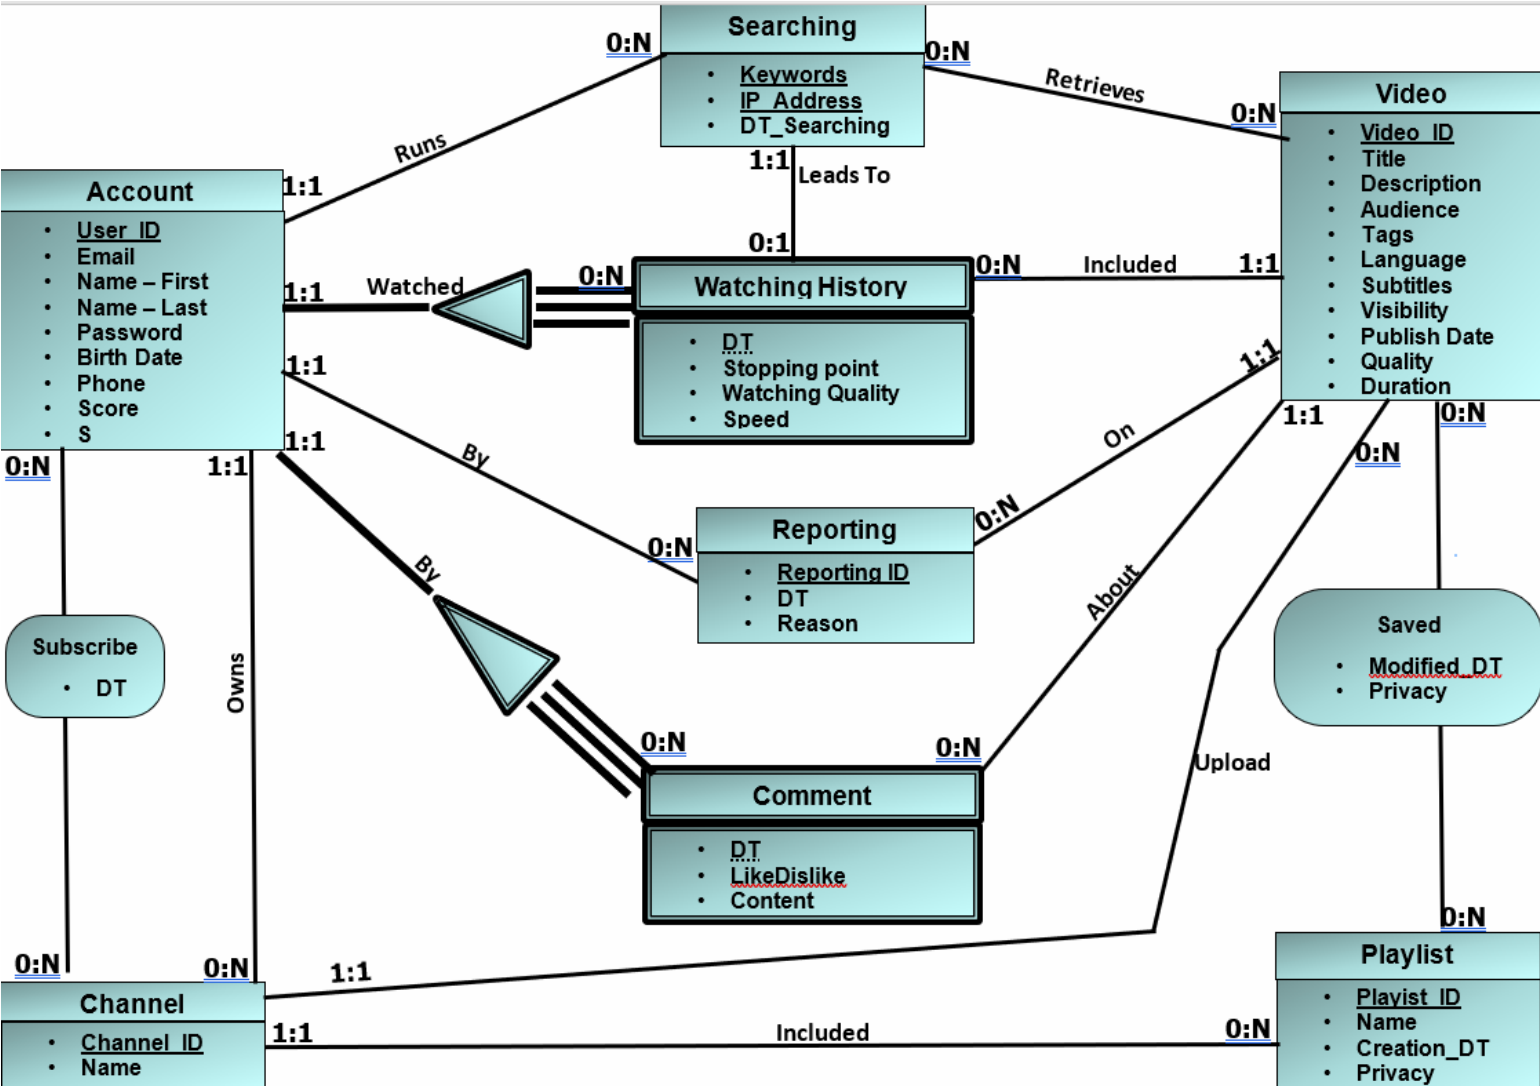 Searching
Keywords
IP_Address
DT_Searching
0:N
0:N
Runs
Retrieves
1:1
0:N
1:1
Leads To
0:1
Video
Video_ID
Title
Description
Audience
Tags
Language
Subtitles
Visibility
Publish Date
Quality
Duration
Account
User_ID
Email
Name – First
Name – Last
Password
Birth Date
Phone
Score
S
1:1
Watched
0:N
Watching History
DT
Stopping point
Watching Quality
Speed
0:N
Included
1:1
1:1
By
0:N
Reporting
Reporting ID
DT
Reason
0:N
On
1:1
1:1
By
0:N
Comment
DT
LikeDislike
Content
0:N
About
1:1
0:N
Subscribe
DT
0:N
1:1
Owns
0:N
0:N
Upload
1:1
0:N
Saved
Modified_DT
Privacy
0:N
Channel
Channel_ID
Name
1:1
Included
0:N
Playlist
Playist_ID
Name
Creation_DT
Privacy